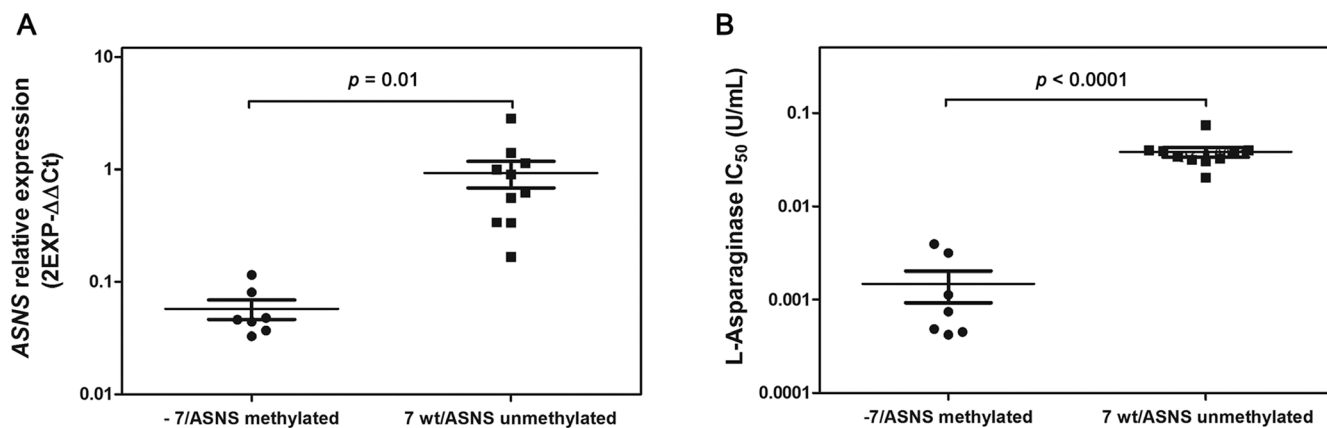 A
ASNS relative expression
(2EXP-ΔΔCt)
10
1
0.1
0.01
p = 0.01
- 7/ASNS methylated
7 wt/ASNS unmethylated
B
L-Asparaginase IC50 (U/mL)
0.1
0.01
0.001
0.0001
p < 0.0001
-7/ASNS methylated
7 wt/ASNS unmethylated